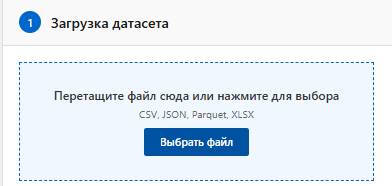 1 Загрузка датасета
Перетащите файл сюда или нажмите для выбора
CSV, JSON, Parquet, XLSX
Выбрать файл